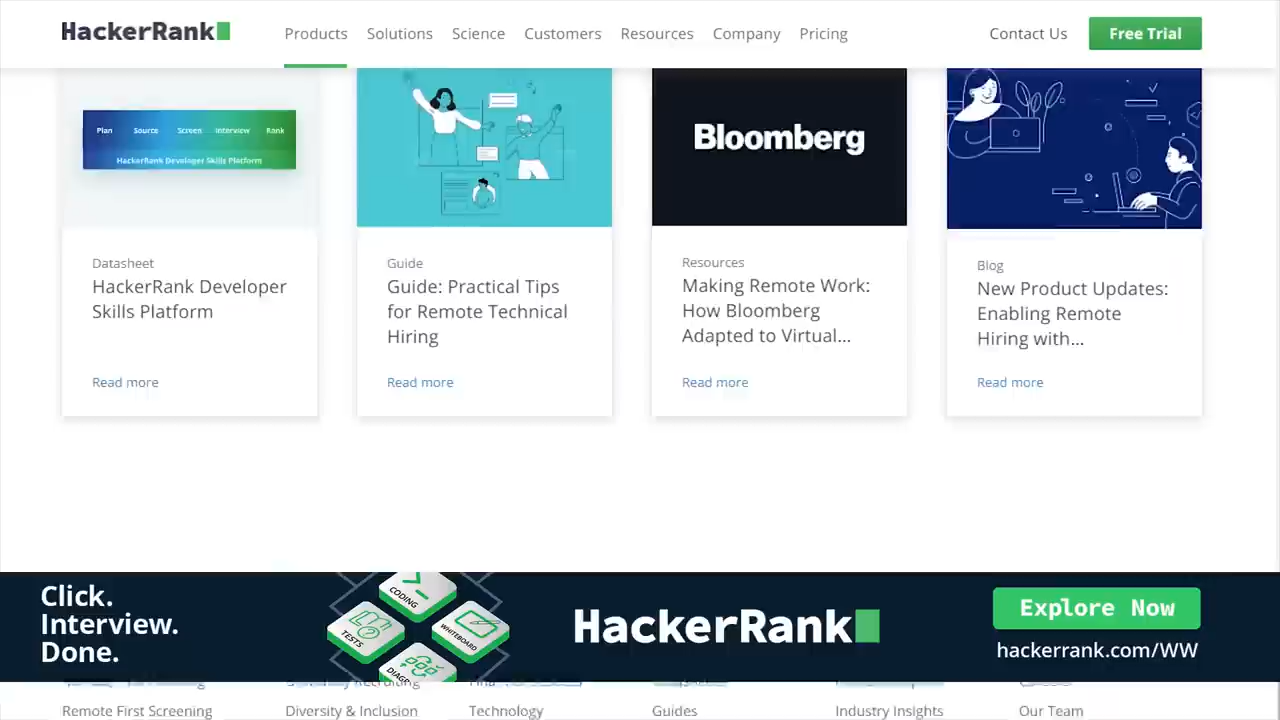 HackerRank
Products Solutions Science Customers Resources Company Pricing
Contact Us
Free Trial
Plan Source Screen Interview Rank
HackerRank Developer Skills Platform
Bloomberg
Datasheet
HackerRank Developer
Skills Platform
Read more
Guide
Guide: Practical Tips
for Remote Technical
Hiring
Read more
Resources
Making Remote Work:
How Bloomberg
Adapted to Virtual...
Read more
Blog
New Product Updates:
Enabling Remote
Hiring with...
Read more
Click.
Interview.
Done.
CODING
TESTS
WHITEBOARD
HackerRank
Explore Now
hackerrank.com/WW
Remote First Screening
Diversity & Inclusion
Technology
Guides
Industry Insights
Our Team